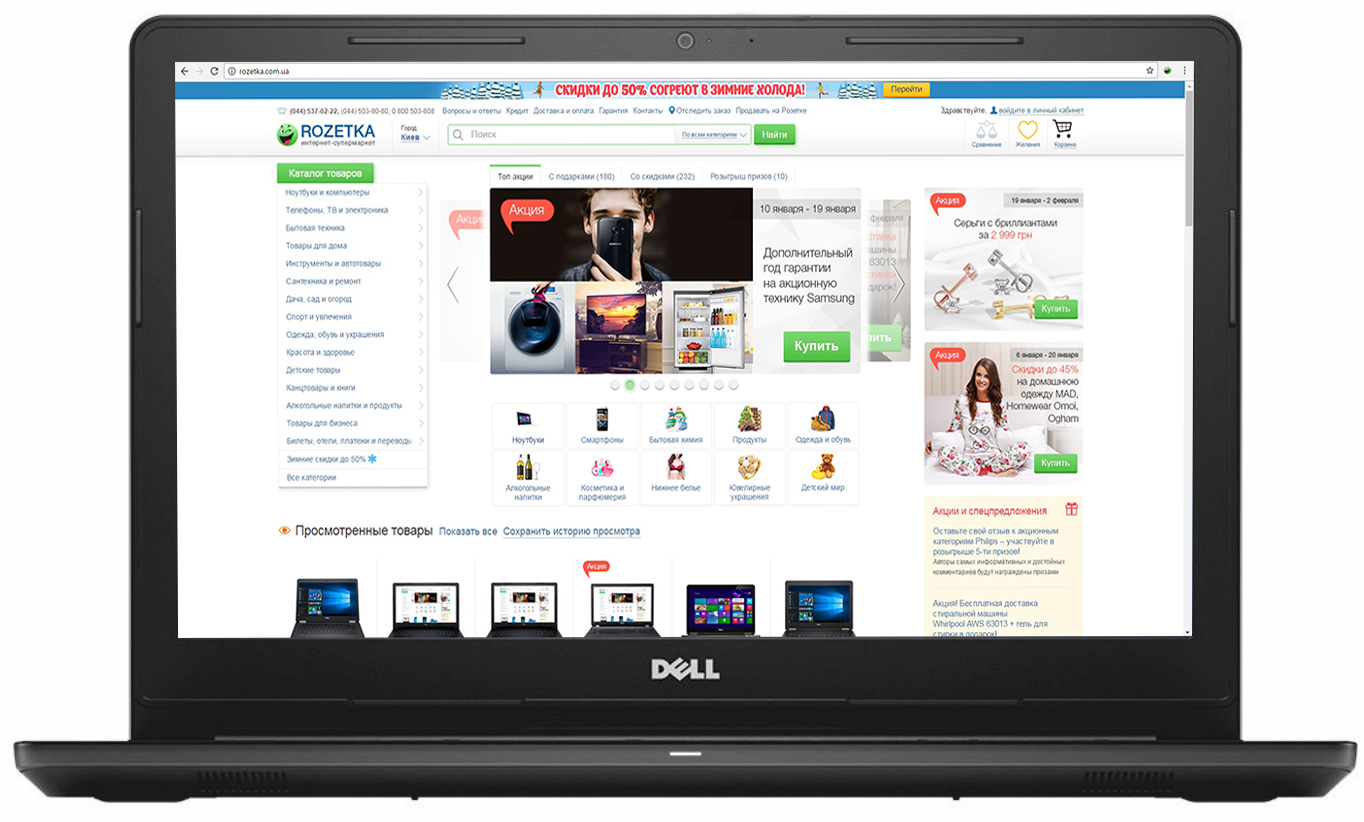 rozetka.com.ua
СКИДКИ ДО 50% СОГРЕЮТ В ЗИМНИЕ ХОЛОДА!
Перейти
(044) 537-02-22, (044) 503-80-80, 0 800 503-808
Вопросы и ответы Кредит Доставка и оплата Гарантия Контакты Отследить заказ Продавать на Розетке
Здравствуйте, войдите в личный кабинет
ROZETKA
интернет-супермаркет
Город
Киев
Поиск
По всем категориям
Найти
Сравнение
Желания
Корзина
Каталог товаров
Ноутбуки и компьютеры
Телефоны, ТВ и электроника
Бытовая техника
Товары для дома
Инструменты и автотовары
Сантехника и ремонт
Дача, сад и огород
Спорт и увлечения
Одежда, обувь и украшения
Красота и здоровье
Детские товары
Канцтовары и книги
Алкогольные напитки и продукты
Товары для бизнеса
Билеты, отели, платежи и переводы
Зимние скидки до 50%
Все категории
Топ акции
С подарками (180)
Со скидками (232)
Розыгрыш призов (10)
Акция
Акция
10 января - 19 января
Дополнительный
год гарантии
на акционную
технику Samsung
Купить
февраля
63013
Ноутбуки
Смартфоны
Бытовая химия
Продукты
Одежда и обувь
Алкогольные
напитки
Косметика и
парфюмерия
Нижнее белье
Ювелирные
украшения
Детский мир
Акция
19 января - 2 февраля
Серьги с бриллиантами
за 2 999 грн
Купить
Акция
6 января - 20 января
Скидки до 45%
на домашнюю
одежду MAD,
Homewear Omoi,
Ogham
Купить
Акции и спецпредложения
Оставьте свой отзыв к акционным
категориям Philips – участвуйте в
розыгрыше 5-ти призов!
Авторы самых информативных и достойных
комментариев будут награждены призами
Акция! Бесплатная доставка
стиральной машины
Whirlpool AWS 63013 + гель для
стирки в подарок!
Просмотренные товары Показать все Сохранить историю просмотра
Акция
DELL